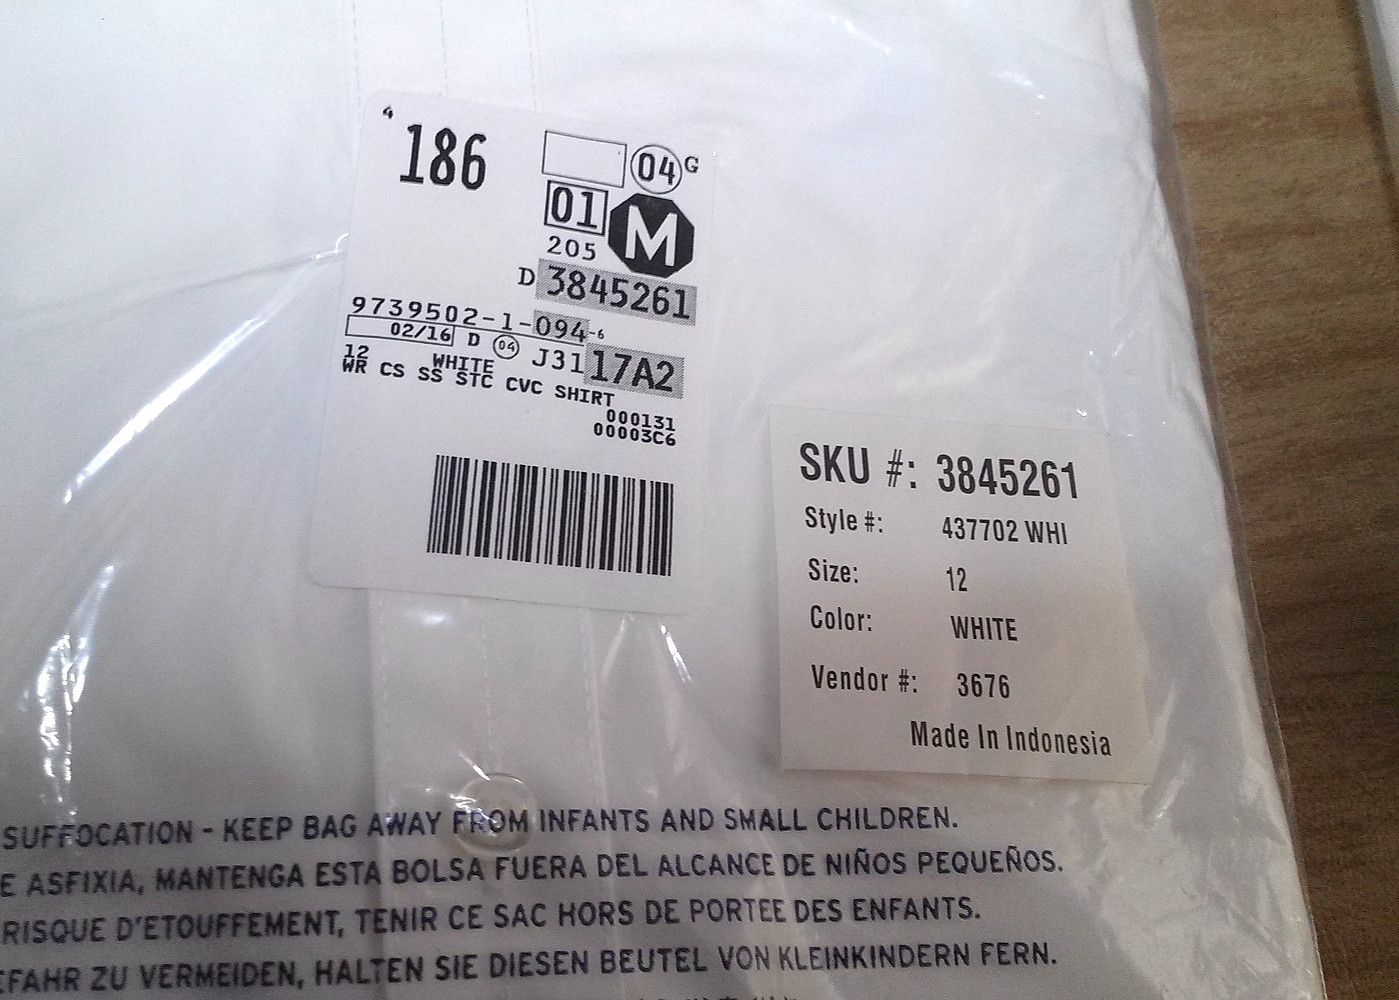 4
186
04 G
01 M
205
D 3845261
9739502-1-094-6
02/16 D 04 J31 17A2
12 WHITE
WR CS SS STC CVC SHIRT
000131
00003C6
SKU #: 3845261
Style #: 437702 WHI
Size: 12
Color: WHITE
Vendor #: 3676
Made In Indonesia
SUFFOCATION - KEEP BAG AWAY FROM INFANTS AND SMALL CHILDREN.
E ASFIXIA, MANTENGA ESTA BOLSA FUERA DEL ALCANCE DE NIÑOS PEQUEÑOS.
RISQUE D'ETOUFFEMENT, TENIR CE SAC HORS DE PORTEE DES ENFANTS.
EFAHR ZU VERMEIDEN, HALTEN SIE DIESEN BEUTEL VON KLEINKINDERN FERN.